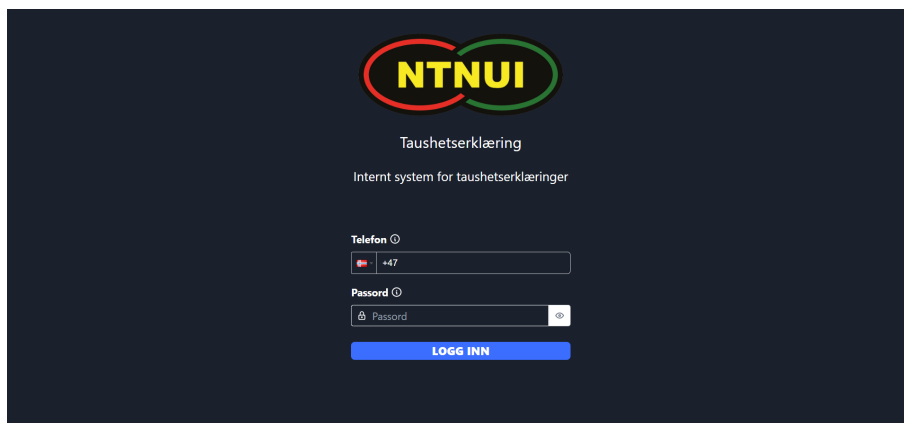 NTNUI
Taushetserklæring
Internt system for taushetserklæringer
Telefon
+47
Passord
Passord
LOGG INN